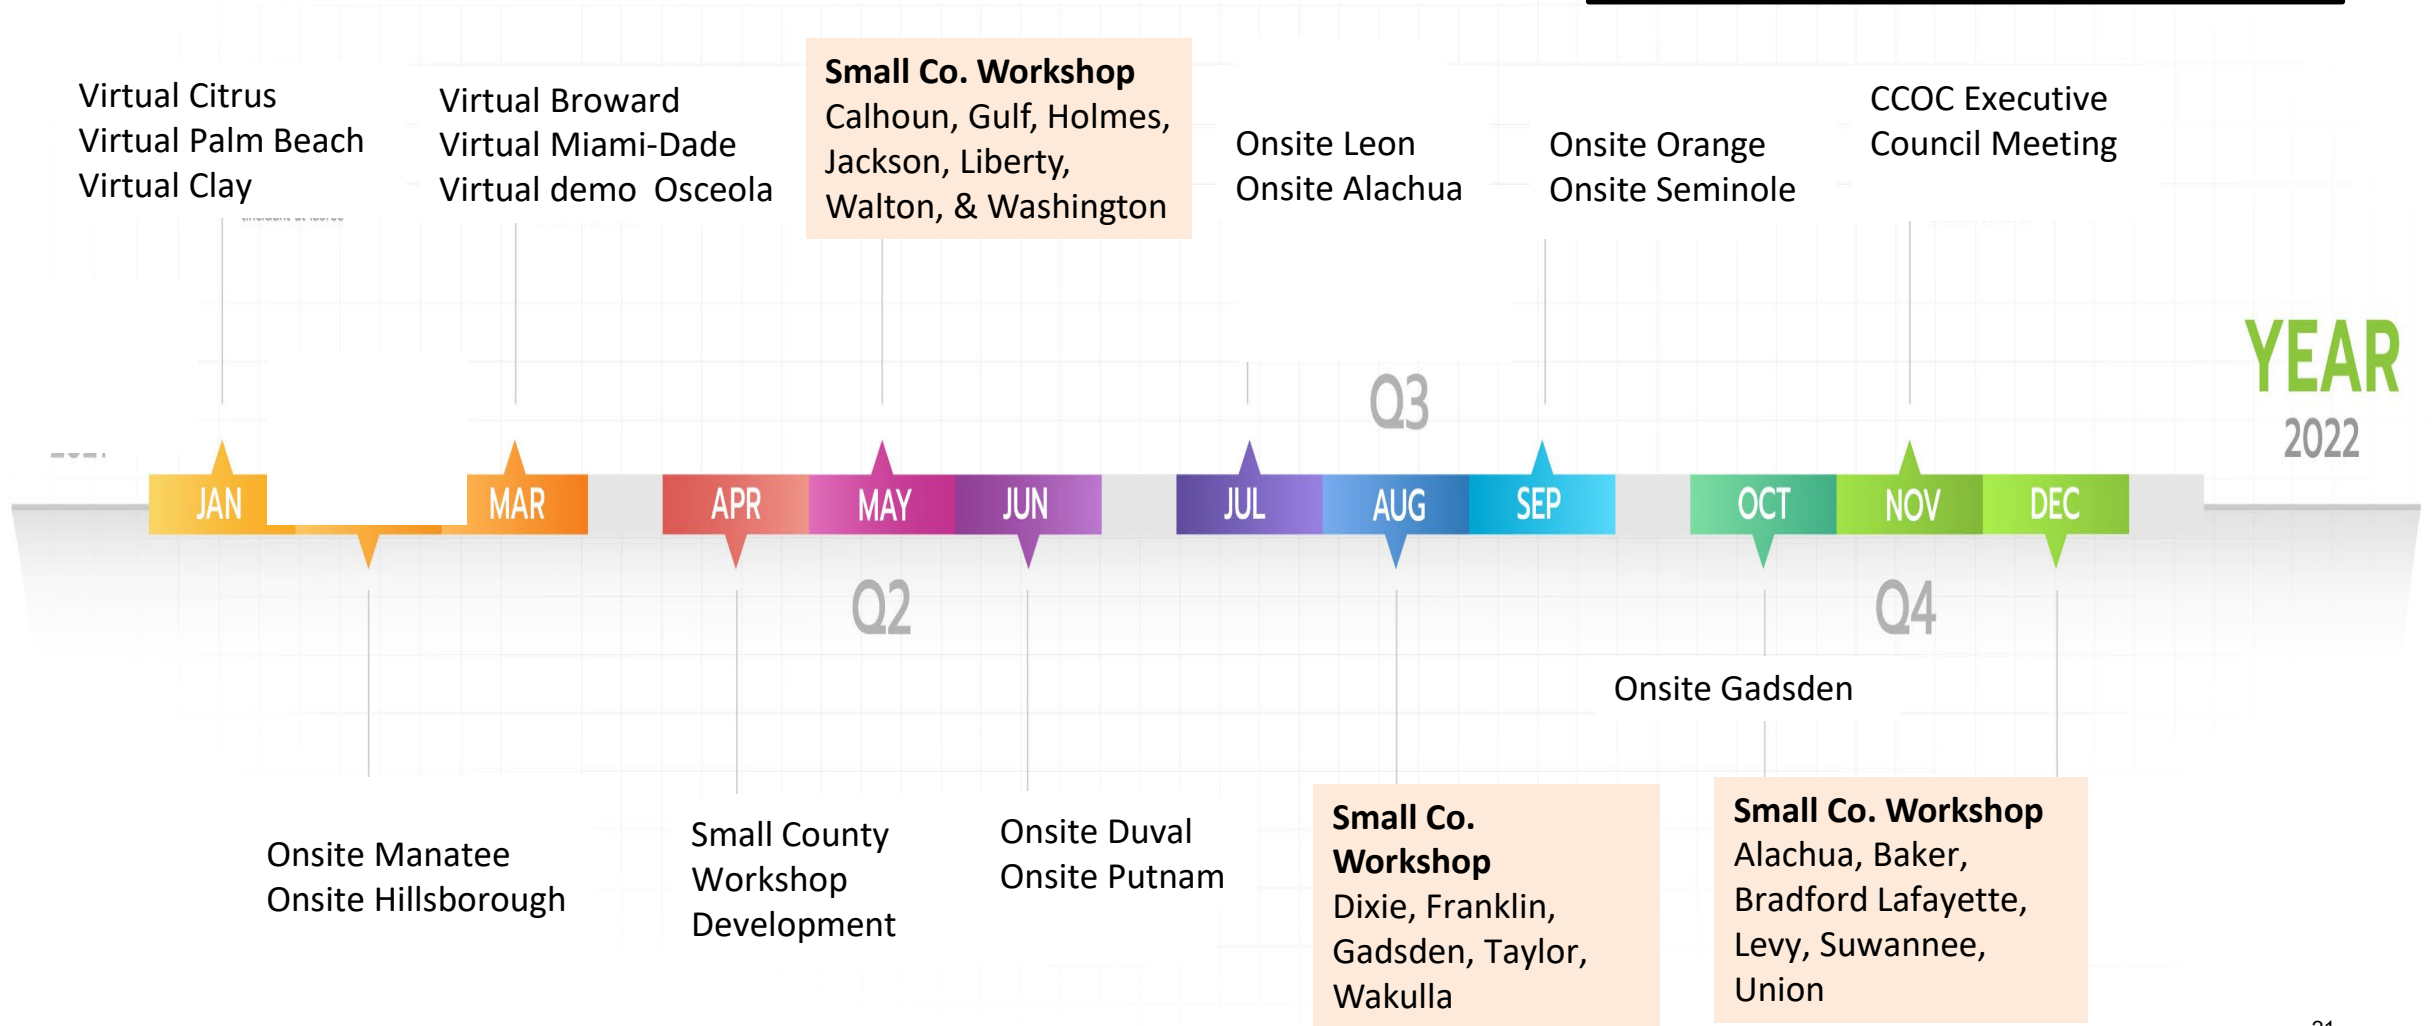 Virtual Citrus
Virtual Palm Beach
Virtual Clay
Virtual Broward
Virtual Miami-Dade
Virtual demo  Osceola
Small Co. Workshop
Calhoun, Gulf, Holmes,
Jackson, Liberty,
Walton, & Washington
Onsite Leon
Onsite Alachua
Onsite Orange
Onsite Seminole
CCOC Executive
Council Meeting
YEAR
2022
Q3
JAN
MAR
APR
MAY
JUN
JUL
AUG
SEP
OCT
NOV
DEC
Q2
Q4
Onsite Gadsden
Onsite Manatee
Onsite Hillsborough
Small County
Workshop
Development
Onsite Duval
Onsite Putnam
Small Co.
Workshop
Dixie, Franklin,
Gadsden, Taylor,
Wakulla
Small Co. Workshop
Alachua, Baker,
Bradford Lafayette,
Levy, Suwannee,
Union